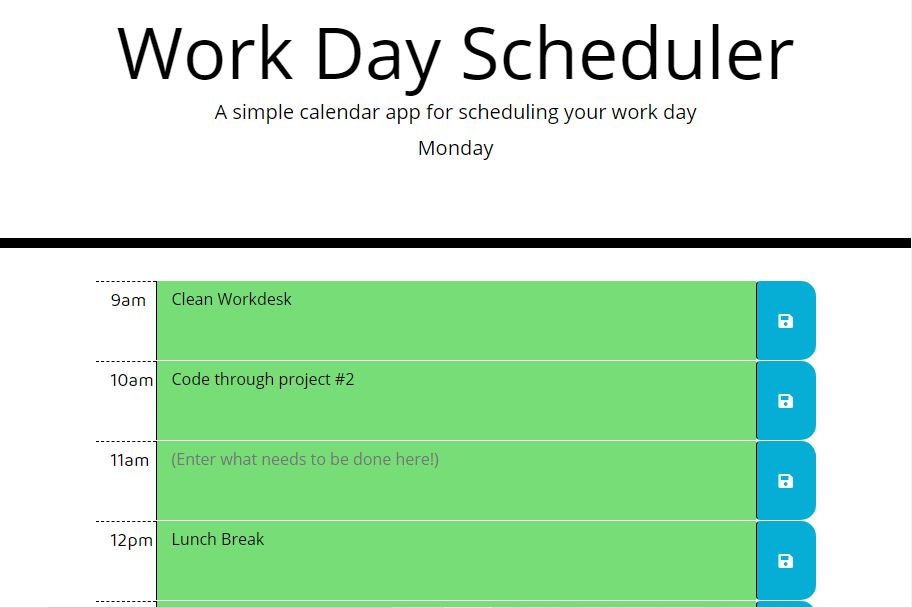 Work Day Scheduler
A simple calendar app for scheduling your work day
Monday
9am Clean Workdesk
10am Code through project #2
11am (Enter what needs to be done here!)
12pm Lunch Break